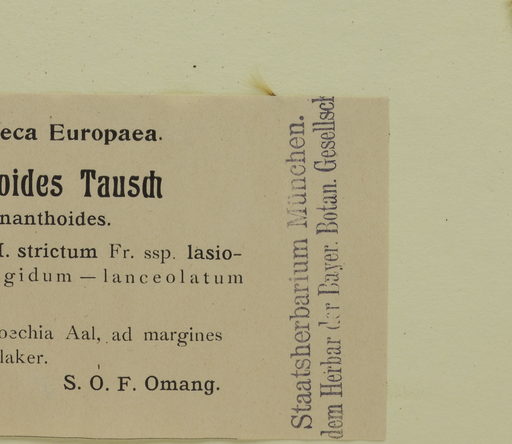 eca Europaea.
oides Tausch
nanthoides.
I. strictum Fr. ssp. lasio-
gidum — lanceolatum
oechia Aal, ad margines
laker.
S. O. F. Omang.
Staatsherbarium München.
dem Herbar der Bayer. Botan. Gesellsch